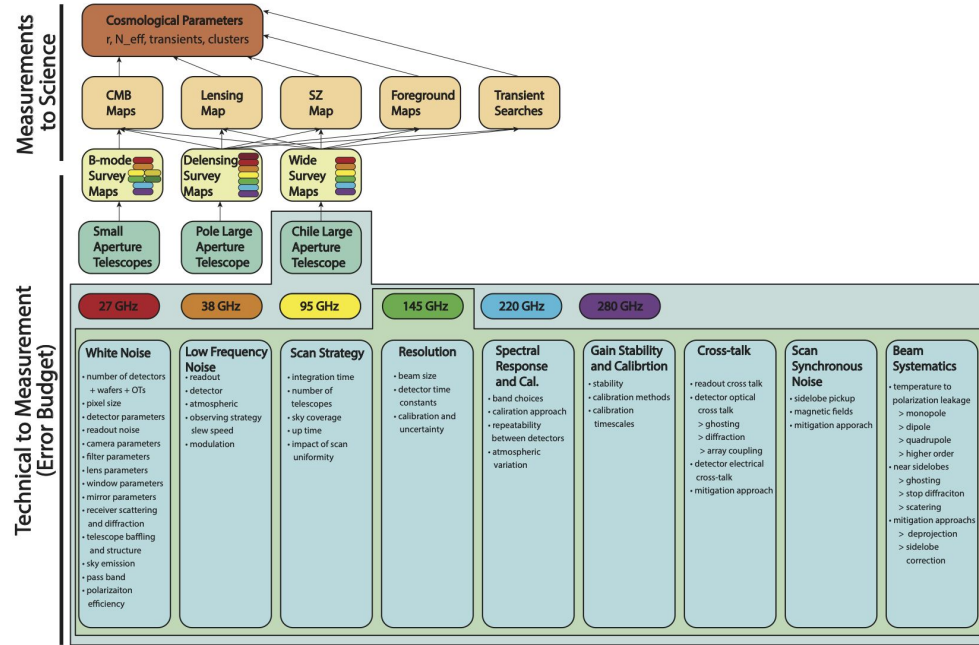 Measurements
to Science
Cosmological Parameters
r, N_eff, transients, clusters
CMB
Maps
Lensing
Map
SZ
Map
Foreground
Maps
Transient
Searches
B-mode
Survey
Maps
Delensing
Survey
Maps
Wide
Survey
Maps
Small
Aperture
Telescopes
Pole Large
Aperture
Telescope
Chile Large
Aperture
Telescope
Technical to Measurement
(Error Budget)
27 GHz
38 GHz
95 GHz
145 GHz
220 GHz
280 GHz
White Noise
• number of detectors
+ wafers + OTs
• pixel size
• detector parameters
• readout noise
• camera parameters
• filter parameters
• lens parameters
• window parameters
• mirror parameters
• receiver scattering
and diffraction
• telescope baffling
and structure
• sky emission
• pass band
• polarizaiton
efficiency
Low Frequency
Noise
• readout
• detector
• atmospheric
• observing strategy
slew speed
• modulation
Scan Strategy
• integration time
• number of
telescopes
• sky coverage
• up time
• impact of scan
uniformity
Resolution
• beam size
• detector time
constants
• calibration and
uncertainty
Spectral
Response
and Cal.
• band choices
• caliration approach
• repeatability
between detectors
• atmospheric
variation
Gain Stability
and Calibrtion
• stability
• calibration methods
• calibration
timescales
Cross-talk
• readout cross talk
• detector optical
cross talk
> ghosting
> diffraction
> array coupling
• detector electrical
cross-talk
• mitigation approach
Scan
Synchronous
Noise
• sidelobe pickup
• magnetic fields
• mitigation apporach
Beam
Systematics
• temperature to
polarization leakage
> monopole
> dipole
> quadrupole
> higher order
• near sidelobes
> ghosting
> stop diffraciton
> scatering
• mitigation approachs
> deprojection
> sidelobe
correction